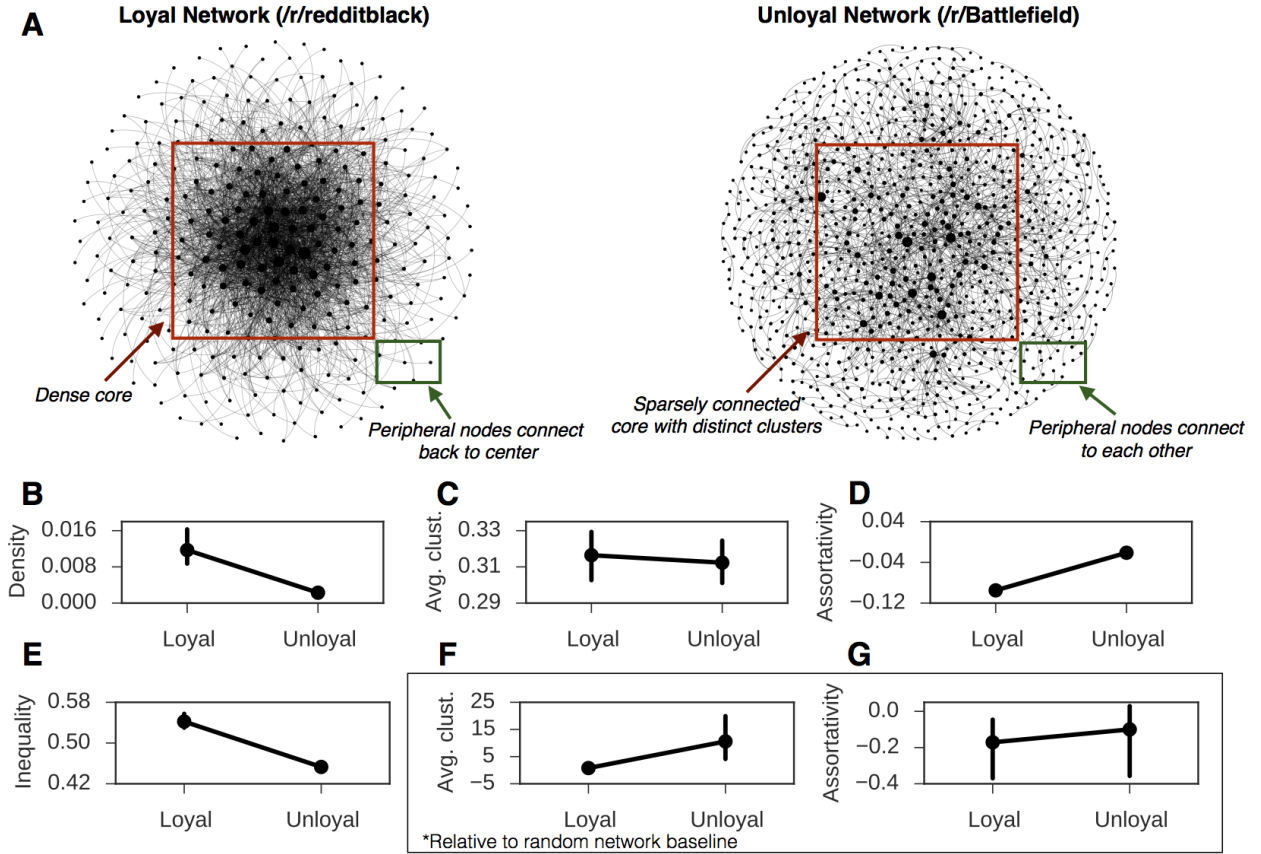 A
Loyal Network (/r/redditblack)
Unloyal Network (/r/Battlefield)
Dense core
Peripheral nodes connect
back to center
Sparsely connected
core with distinct clusters
Peripheral nodes connect
to each other
B
Density
0.016
0.008
0.000
Loyal
Unloyal
C
Avg. clust.
0.33
0.31
0.29
Loyal
Unloyal
D
Assortativity
0.04
−0.04
−0.12
Loyal
Unloyal
E
Inequality
0.58
0.50
0.42
Loyal
Unloyal
F
Avg. clust.
25
15
5
−5
Loyal
Unloyal
*Relative to random network baseline
G
Assortativity
0.0
−0.2
−0.4
Loyal
Unloyal